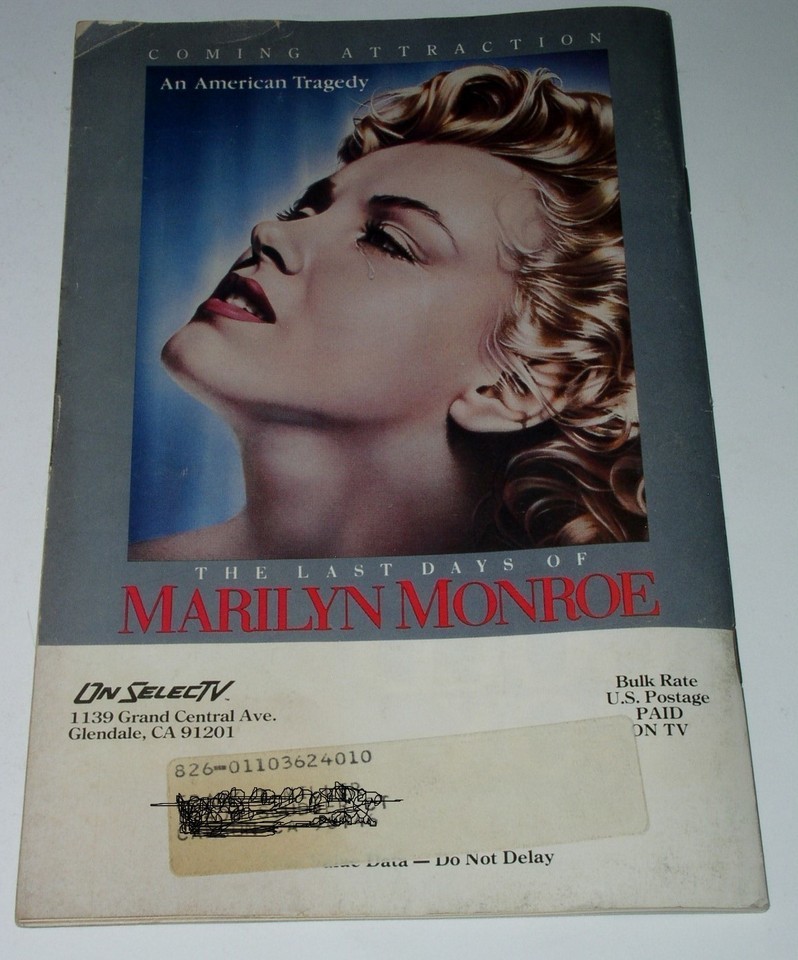 COMING ATTRACTION
An American Tragedy
THE LAST DAYS OF
MARILYN MONROE
ON SELECTV
1139 Grand Central Ave.
Glendale, CA 91201
Bulk Rate
U.S. Postage
PAID
ON TV
826-01103624010
Data — Do Not Delay